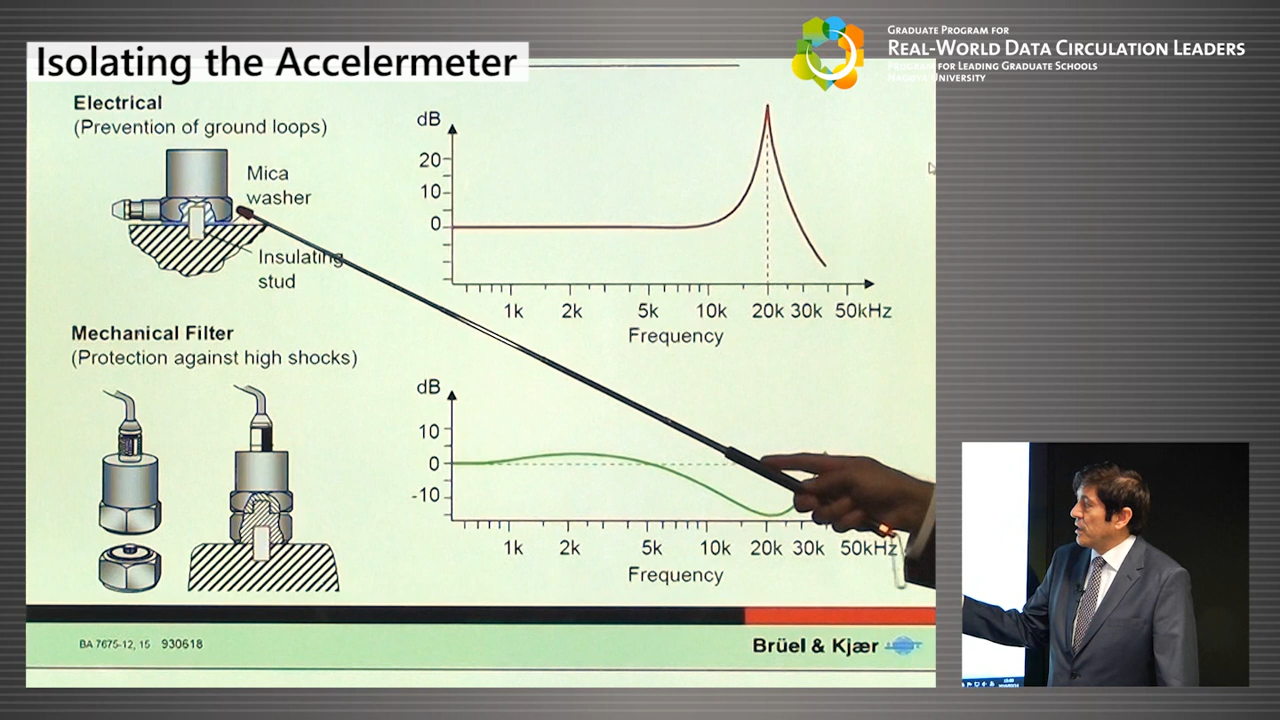 Isolating the Accelermeter
GRADUATE PROGRAM FOR
REAL-WORLD DATA CIRCULATION LEADERS
PROGRAM FOR LEADING GRADUATE SCHOOLS
NAGOYA UNIVERSITY
Electrical
(Prevention of ground loops)
Mica
washer
Insulating
stud
dB
20
10
0
1k 2k 5k 10k 20k 30k 50kHz
Frequency
Mechanical Filter
(Protection against high shocks)
dB
10
0
-10
1k 2k 5k 10k 20k 30k 50kHz
Frequency
BA 7675-12, 15 930618
Brüel & Kjær